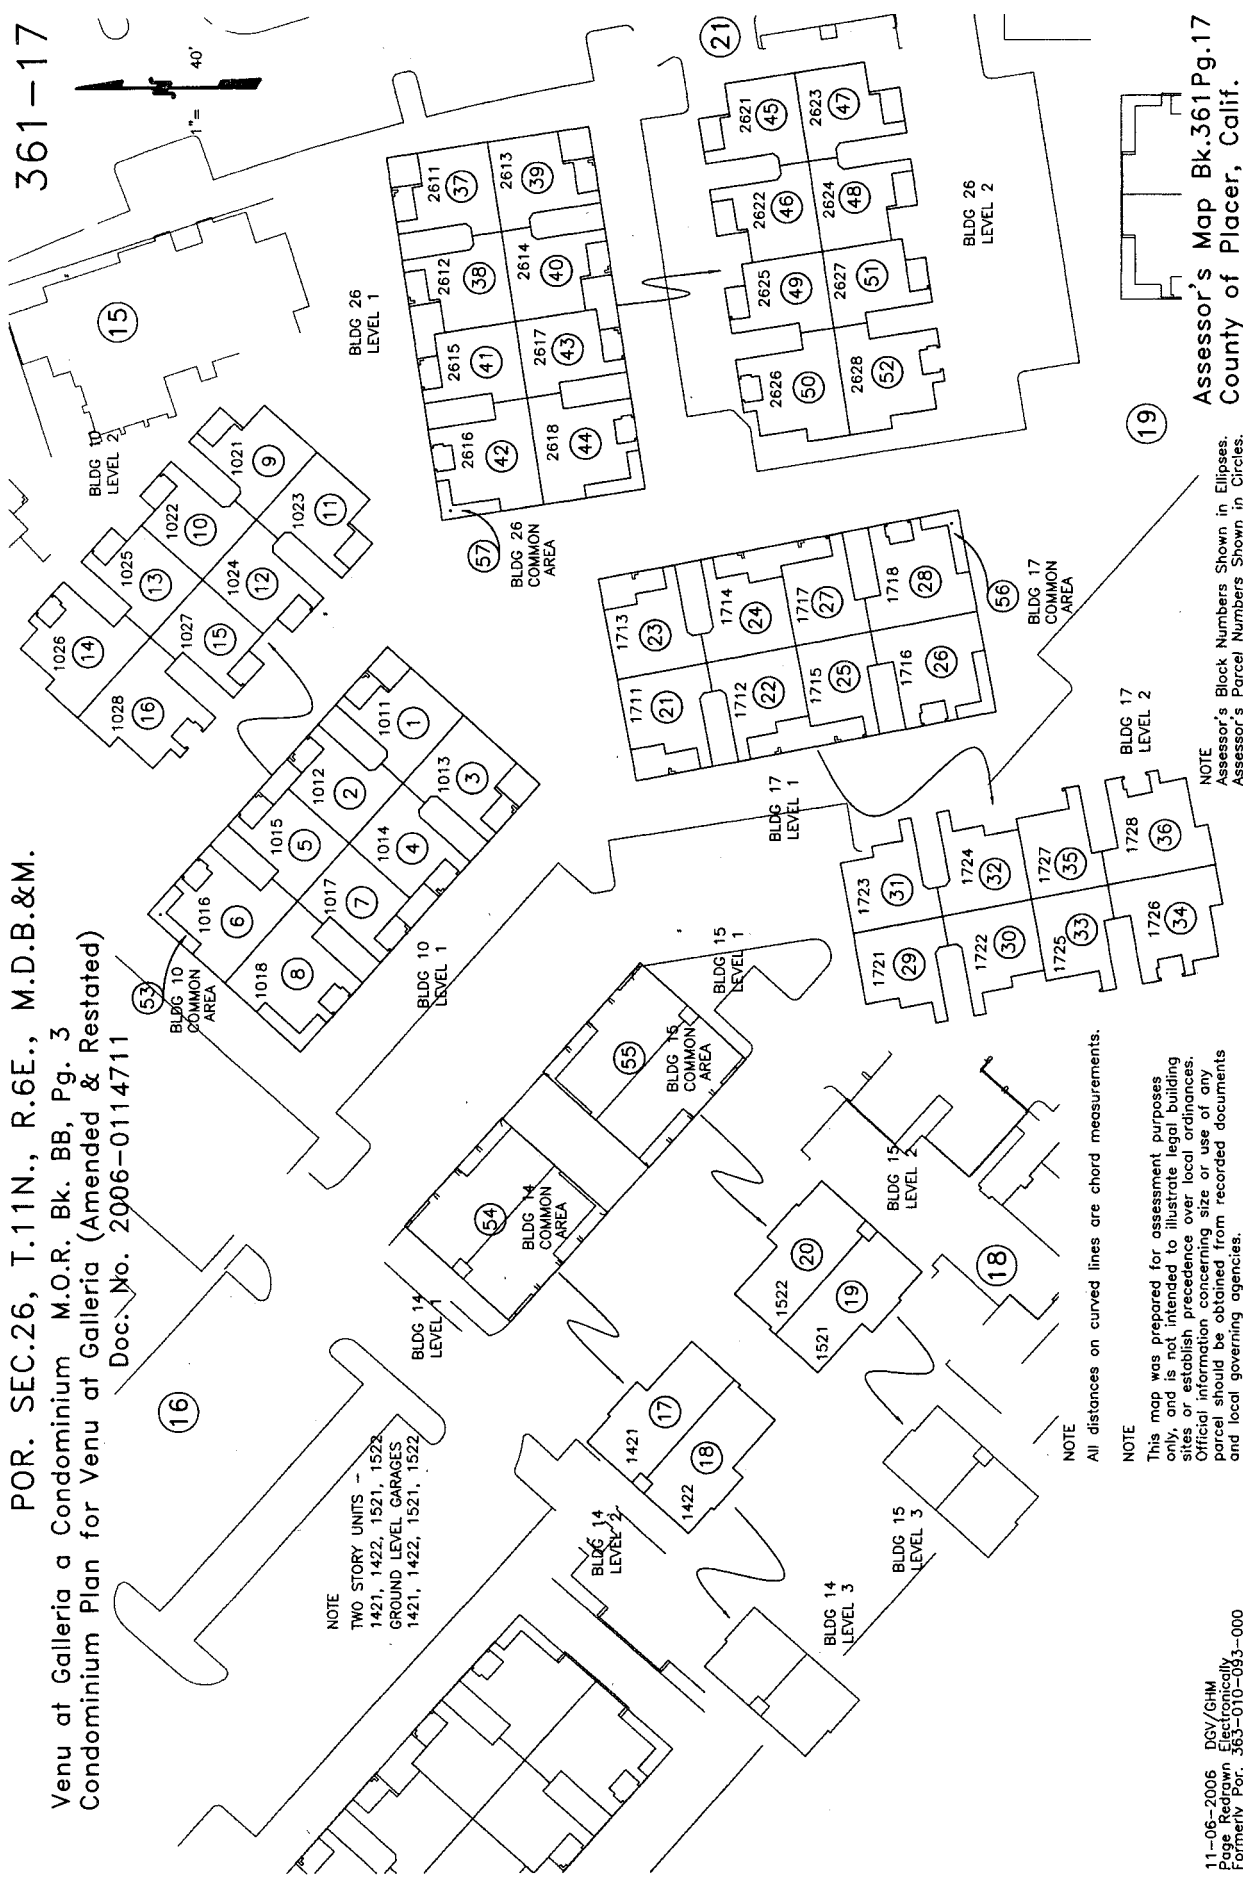 361-17
1"= 40'
POR. SEC.26, T.11N., R.6E., M.D.B.&M.
Venu at Galleria a Condominium M.O.R. Bk. BB, Pg. 3
Condominium Plan for Venu at Galleria (Amended & Restated)
Doc. No. 2006-0114711
16
15
21
19
18
BLDG 10
LEVEL 2
1021
9
1022
10
1023
11
1024
12
1025
13
1026
14
1027
15
1028
16
53
BLDG 10
COMMON
AREA
BLDG 10
LEVEL 1
1011
1
1012
2
1013
3
1014
4
1015
5
1016
6
1017
7
1018
8
BLDG 26
LEVEL 1
2611
37
2612
38
2613
39
2614
40
2615
41
2616
42
2617
43
2618
44
57
BLDG 26
COMMON
AREA
BLDG 26
LEVEL 2
2621
45
2622
46
2623
47
2624
48
2625
49
2626
50
2627
51
2628
52
BLDG 17
LEVEL 1
1711
21
1712
22
1713
23
1714
24
1715
25
1716
26
1717
27
1718
28
56
BLDG 17
COMMON
AREA
BLDG 17
LEVEL 2
1721
29
1722
30
1723
31
1724
32
1725
33
1726
34
1727
35
1728
36
BLDG 14
LEVEL 1
54
BLDG 14
COMMON
AREA
BLDG 15
LEVEL 1
55
BLDG 15
COMMON
AREA
BLDG 14
LEVEL 2
1421
17
1422
18
BLDG 15
LEVEL 2
1522
20
1521
19
BLDG 14
LEVEL 3
BLDG 15
LEVEL 3
NOTE
TWO STORY UNITS -
1421, 1422, 1521, 1522
GROUND LEVEL GARAGES
1421, 1422, 1521, 1522
NOTE
All distances on curved lines are chord measurements.
NOTE
This map was prepared for assessment purposes
only, and is not intended to illustrate legal building
sites or establish precedence over local ordinances.
Official information concerning size or use of any
parcel should be obtained from recorded documents
and local governing agencies.
NOTE
Assessor's Block Numbers Shown in Ellipses.
Assessor's Parcel Numbers Shown in Circles.
Assessor's Map Bk.361 Pg.17
County of Placer, Calif.
11-06-2006 DGV/GHM
Page Redrawn Electronically
Formerly Por. 363-010-093-000